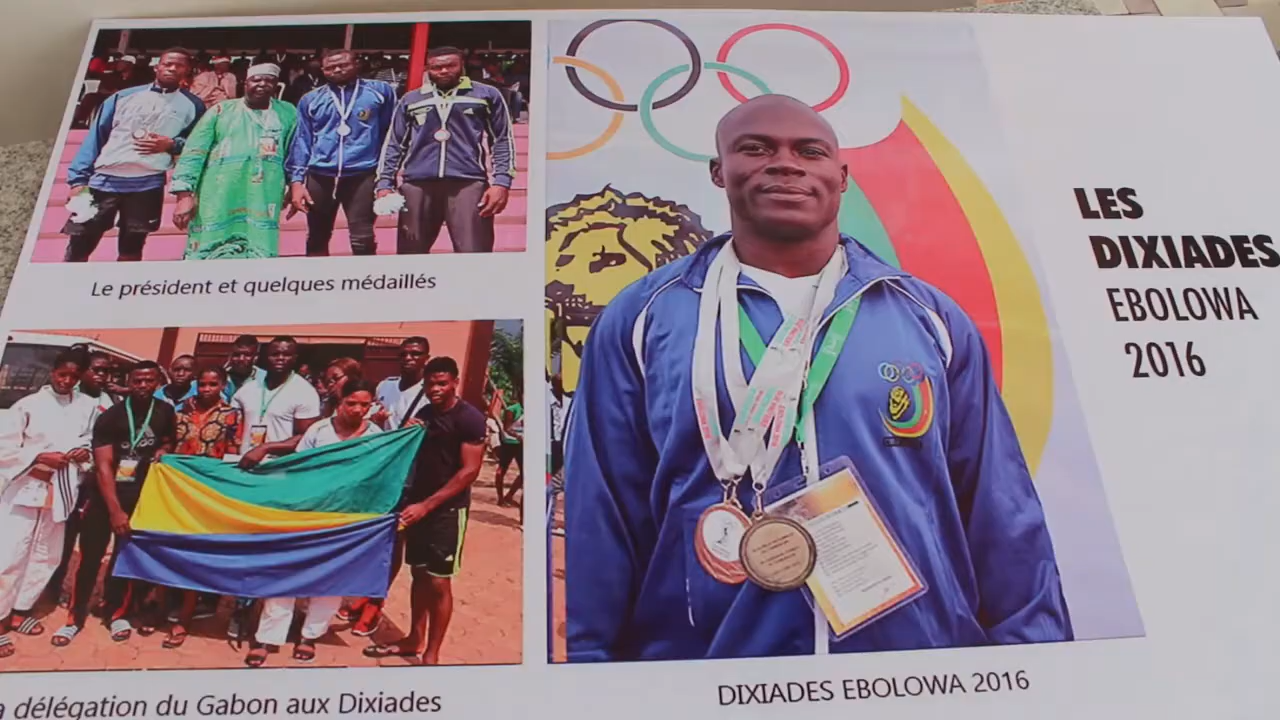 Le président et quelques médaillés
LES
DIXIADES
EBOLOWA
2016
délégation du Gabon aux Dixiades
DIXIADES EBOLOWA 2016